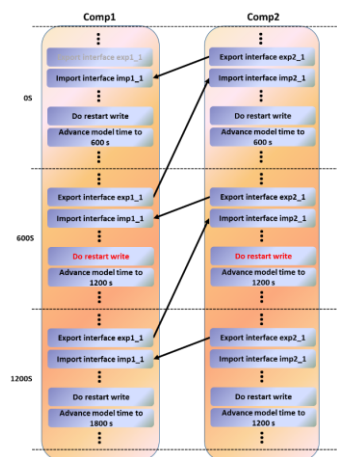 Comp1
Comp2
Export interface exp1_1
Export interface exp2_1
Import interface imp1_1
Import interface imp2_1
0S
Do restart write
Do restart write
Advance model time to
600 s
Advance model time to
600 s
Export interface exp1_1
Export interface exp2_1
Import interface imp1_1
Import interface imp2_1
600S
Do restart write
Do restart write
Advance model time to
1200 s
Advance model time to
1200 s
Export interface exp1_1
Export interface exp2_1
Import interface imp1_1
Import interface imp2_1
1200S
Do restart write
Do restart write
Advance model time to
1800 s
Advance model time to
1200 s